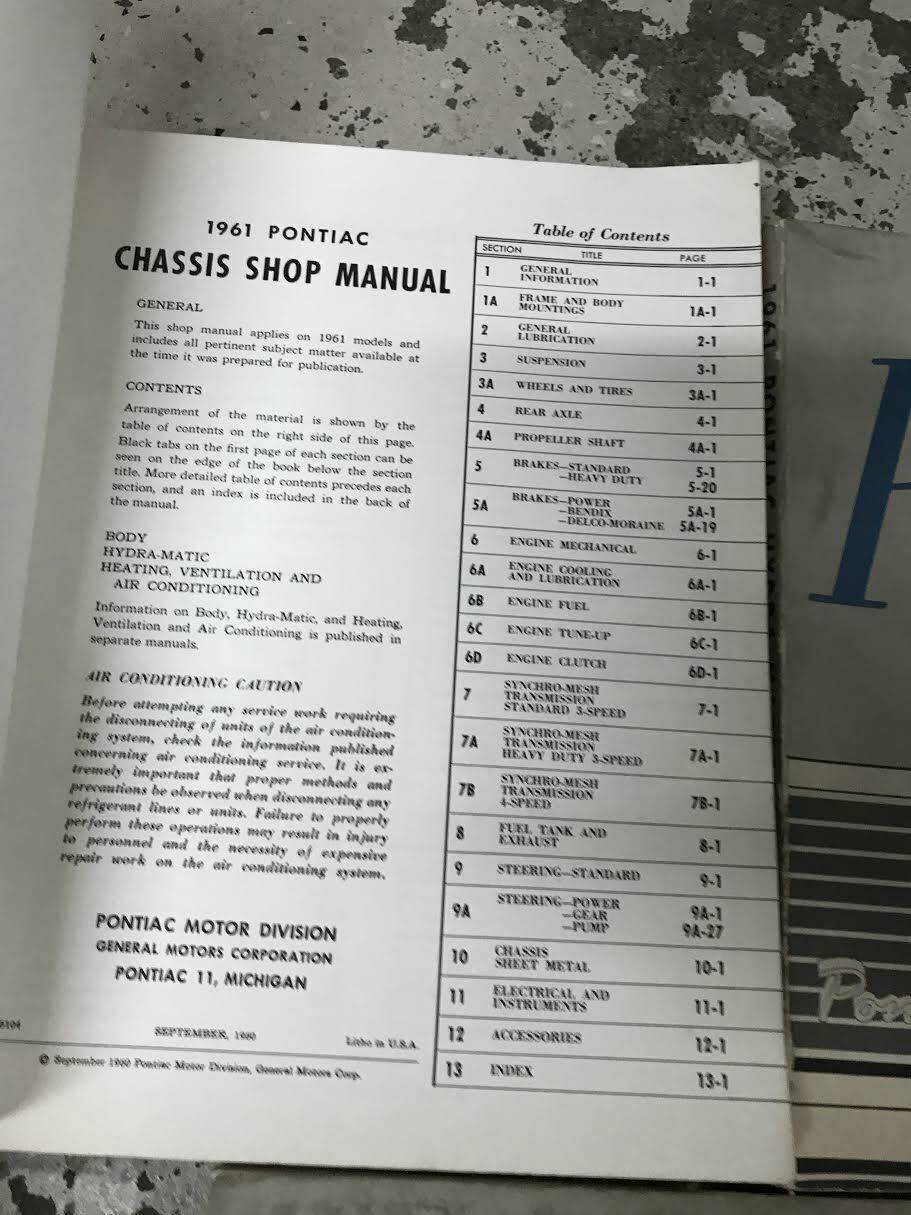 1961 PONTIAC
CHASSIS SHOP MANUAL
GENERAL
This shop manual applies on 1961 models and
includes all pertinent subject matter available at
the time it was prepared for publication.
CONTENTS
Arrangement of the material is shown by the
table of contents on the right side of this page.
Black tabs on the first page of each section can be
seen on the edge of the book below the section
title. More detailed table of contents precedes each
section, and an index is included in the back of
the manual.
BODY
HYDRA-MATIC
HEATING, VENTILATION AND
AIR CONDITIONING
Information on Body, Hydra-Matic, and Heating,
Ventilation and Air Conditioning is published in
separate manuals.
AIR CONDITIONING CAUTION
Before attempting any service work requiring
the disconnecting of units of the air condition-
ing system, check the information published
concerning air conditioning service. It is ex-
tremely important that proper methods and
precautions be observed when disconnecting any
refrigerant lines or units. Failure to properly
perform these operations may result in injury
to personnel and the necessity of expensive
repair work on the air conditioning system.
PONTIAC MOTOR DIVISION
GENERAL MOTORS CORPORATION
PONTIAC 11, MICHIGAN
SEPTEMBER, 1960 Litho in U.S.A.
© September 1960 Pontiac Motor Division, General Motors Corp.
Table of Contents
SECTION TITLE PAGE
1 GENERAL
INFORMATION 1-1
1A FRAME AND BODY
MOUNTINGS 1A-1
2 GENERAL
LUBRICATION 2-1
3 SUSPENSION 3-1
3A WHEELS AND TIRES 3A-1
4 REAR AXLE 4-1
4A PROPELLER SHAFT 4A-1
5 BRAKES—STANDARD 5-1
—HEAVY DUTY 5-20
5A BRAKES—POWER
—BENDIX 5A-1
—DELCO-MORAINE 5A-19
6 ENGINE MECHANICAL 6-1
6A ENGINE COOLING
AND LUBRICATION 6A-1
6B ENGINE FUEL 6B-1
6C ENGINE TUNE-UP 6C-1
6D ENGINE CLUTCH 6D-1
7 SYNCHRO-MESH
TRANSMISSION
STANDARD 3-SPEED 7-1
7A SYNCHRO-MESH
TRANSMISSION
HEAVY DUTY 3-SPEED 7A-1
7B SYNCHRO-MESH
TRANSMISSION
4-SPEED 7B-1
8 FUEL TANK AND
EXHAUST 8-1
9 STEERING—STANDARD 9-1
9A STEERING—POWER
—GEAR 9A-1
—PUMP 9A-27
10 CHASSIS
SHEET METAL 10-1
11 ELECTRICAL AND
INSTRUMENTS 11-1
12 ACCESSORIES 12-1
13 INDEX 13-1
1961 PONTIAC